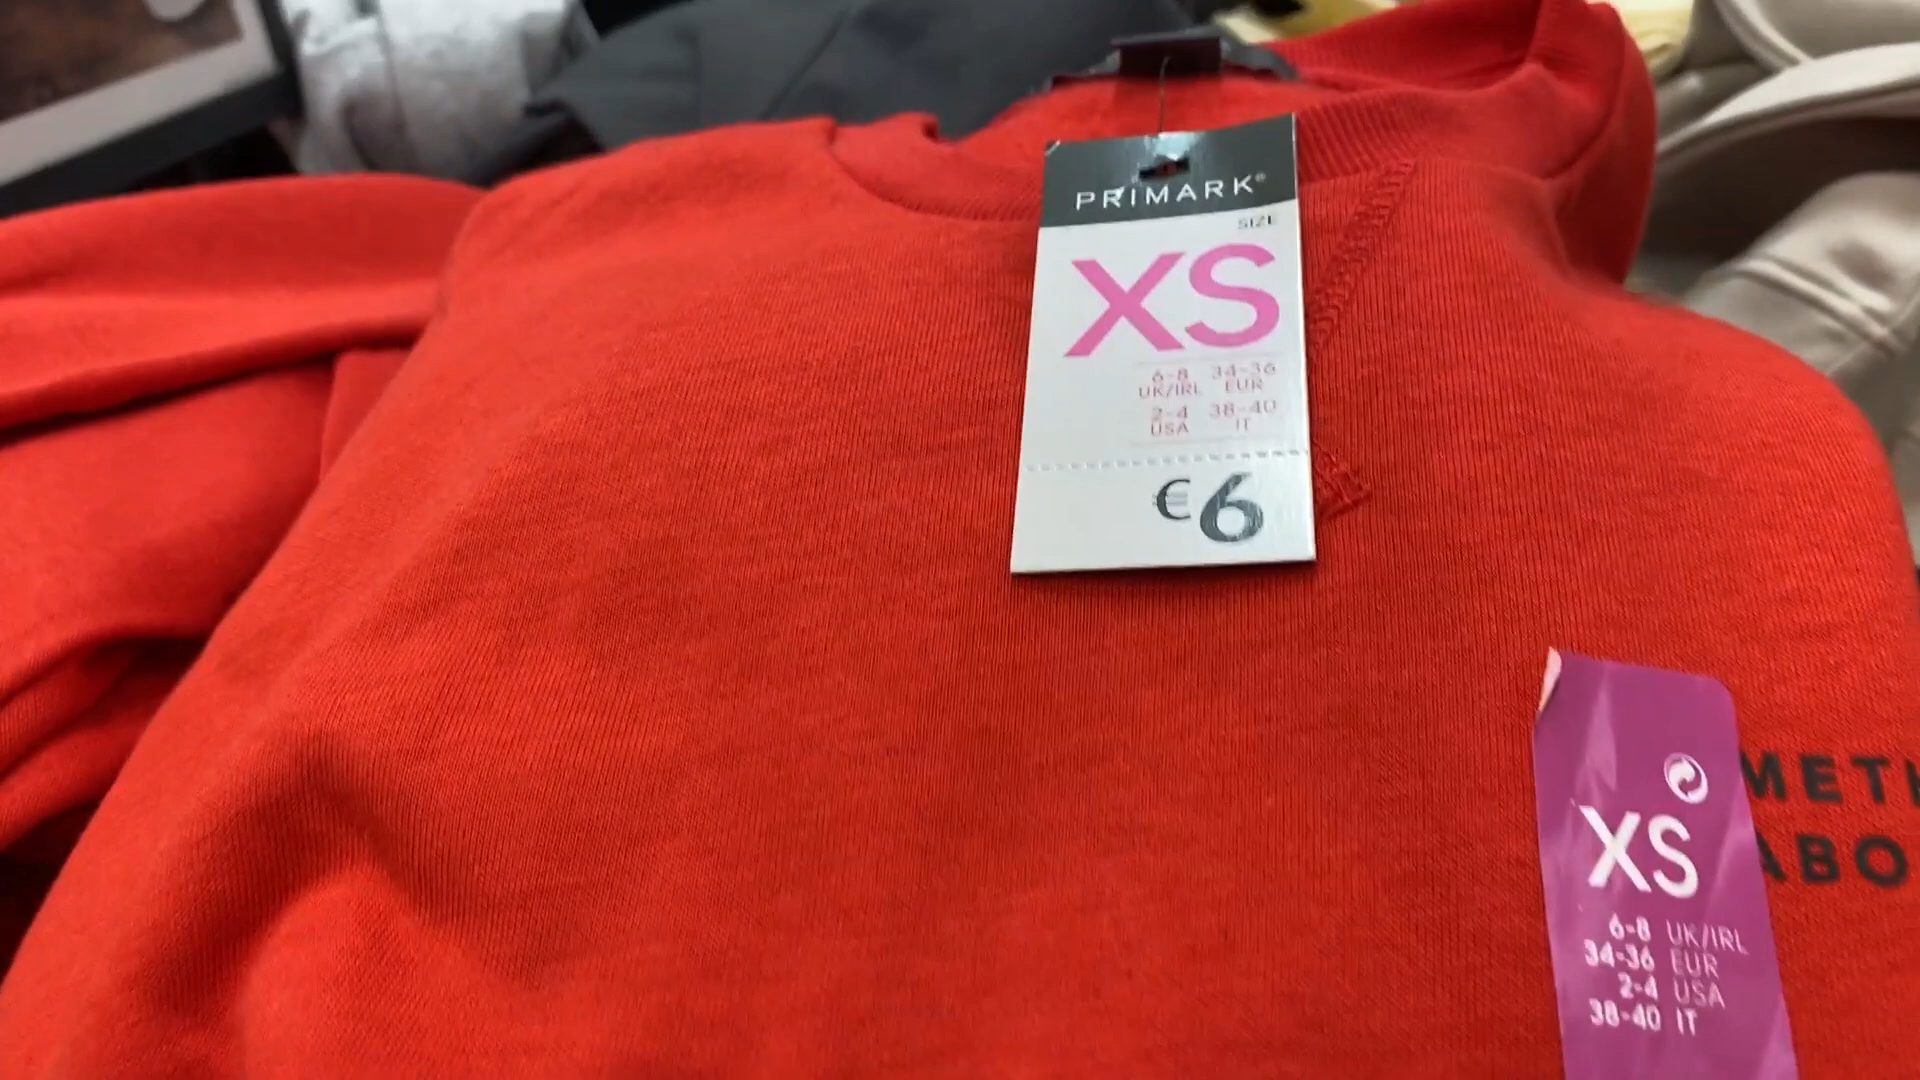 PRIMARK®
SIZE
XS
6-8 34-36
UK/IRL EUR
2-4 38-40
USA IT
€6
METH
ABO
XS
6-8 UK/IRL
34-36 EUR
2-4 USA
38-40 IT